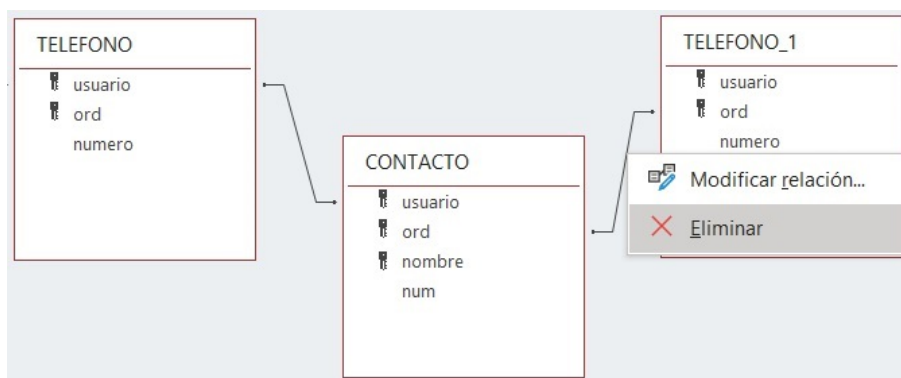 TELEFONO
usuario
ord
numero
CONTACTO
usuario
ord
nombre
num
TELEFONO_1
usuario
ord
numero
Modificar relación...
Eliminar